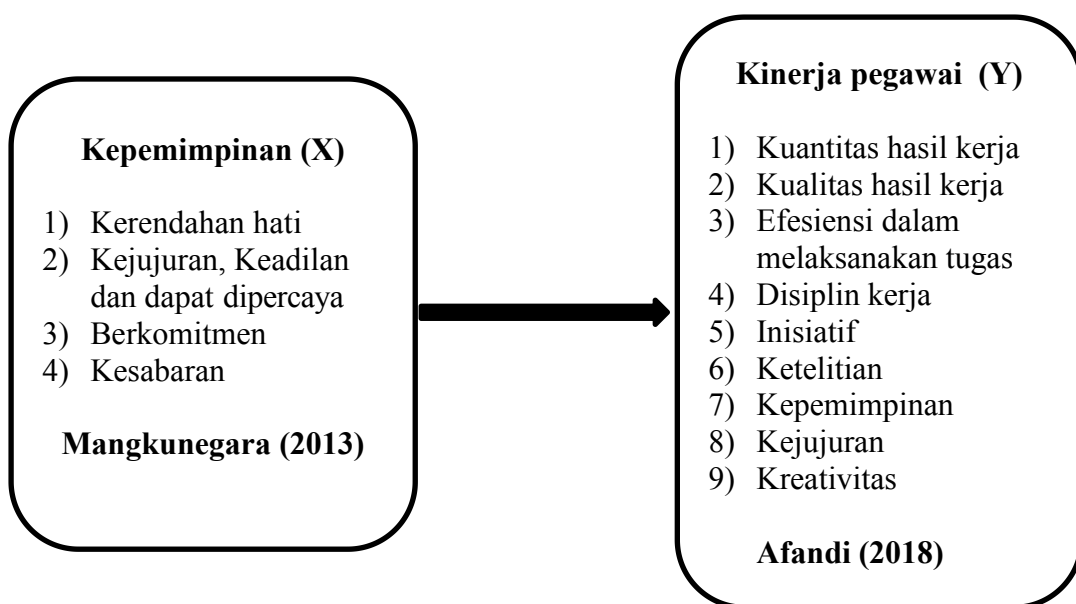 Kepemimpinan (X)
1) Kerendahan hati
2) Kejujuran, Keadilan
dan dapat dipercaya
3) Berkomitmen
4) Kesabaran
Mangkunegara (2013)
Kinerja pegawai (Y)
1) Kuantitas hasil kerja
2) Kualitas hasil kerja
3) Efesiensi dalam
melaksanakan tugas
4) Disiplin kerja
5) Inisiatif
6) Ketelitian
7) Kepemimpinan
8) Kejujuran
9) Kreativitas
Afandi (2018)